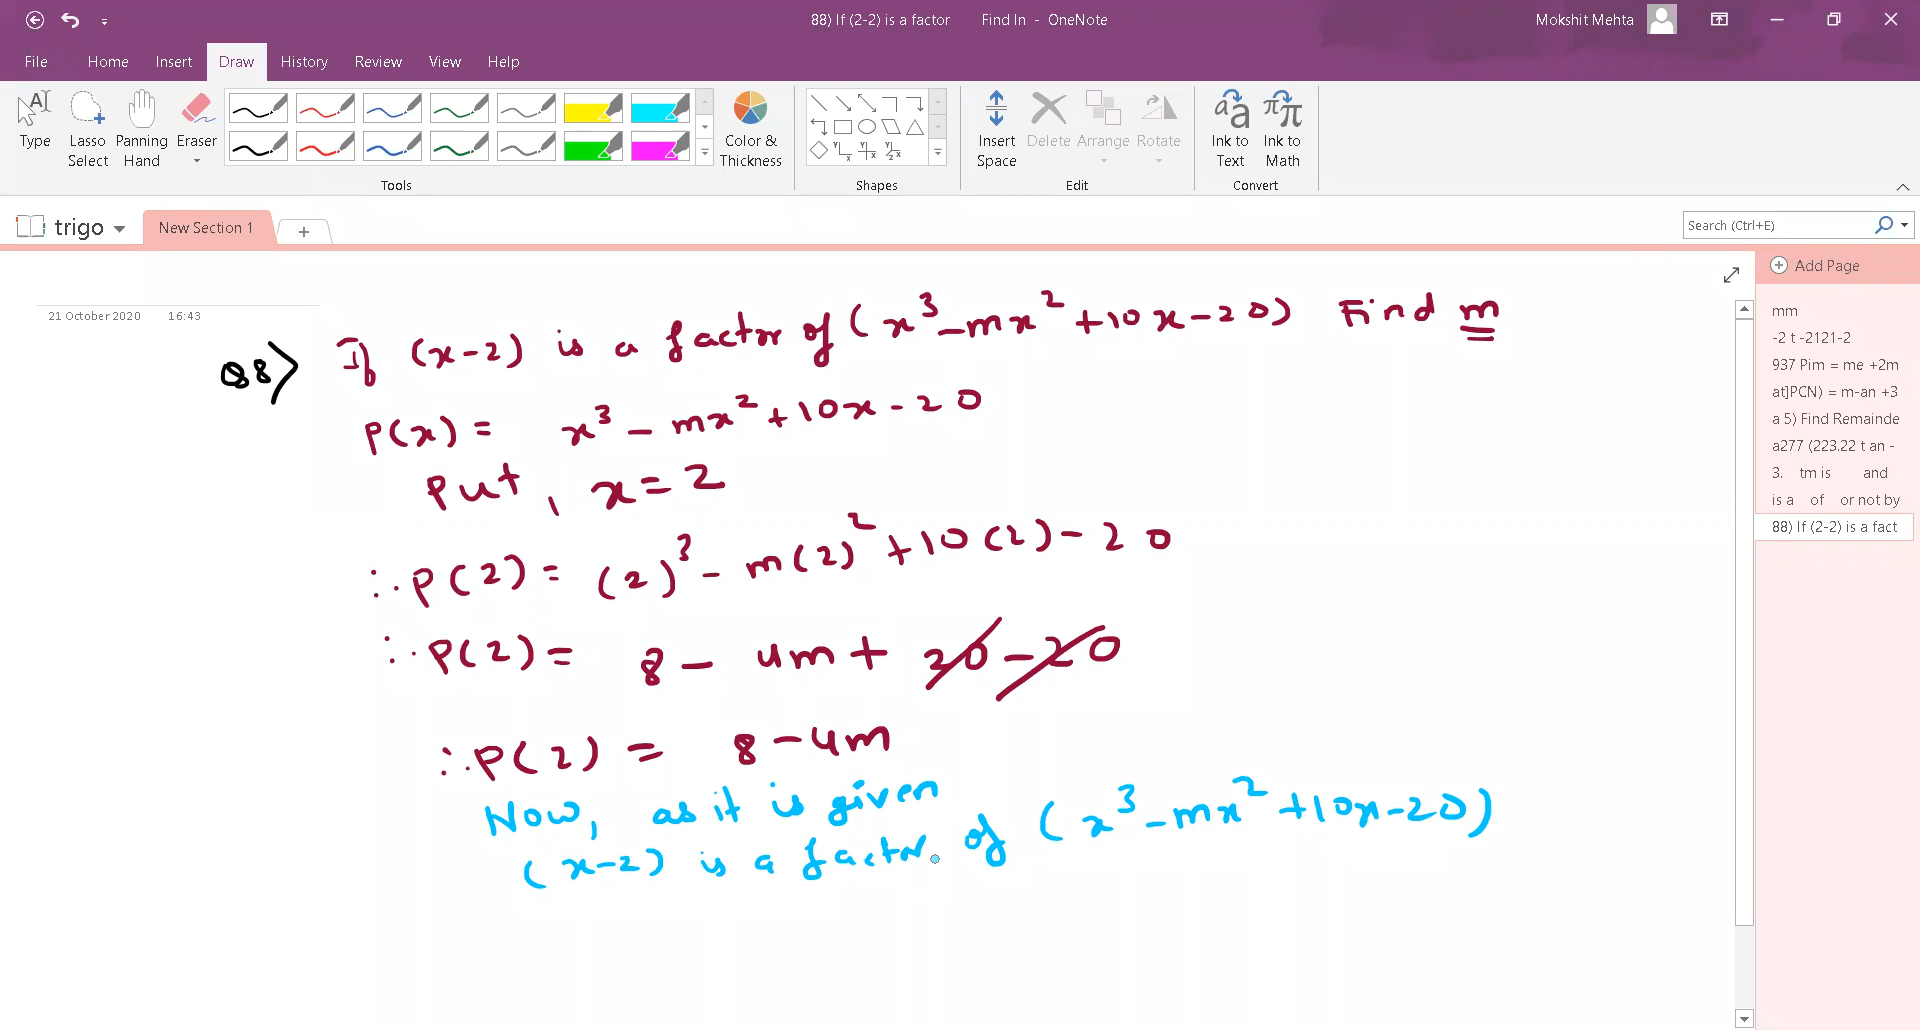 88) If (2-2) is a factor Find In - OneNote
Mokshit Mehta
File Home Insert Draw History Review View Help
Type Lasso Select Panning Hand Eraser
Color & Thickness
Insert Space Delete Arrange Rotate
Ink to Text Ink to Math
Tools Shapes Edit Convert
trigo New Section 1 +
Search (Ctrl+E)
Add Page
21 October 2020 16:43
mm
-2 t -2121-2
937 Pim = me +2m
at]PCN) = m-an +3
a 5) Find Remainde
a277 (223.22 t an -
3. tm is and
is a of or not by
88) If (2-2) is a fact
Q8) If (x-2) is a factor of (x³-mx²+10x-20) Find m
P(x) = x³-mx²+10x-20
Put, x=2
∴P(2) = (2)³-m(2)²+10(2)-20
∴P(2) = 8-4m+20-20
∴P(2) = 8-4m
Now, as it is given
(x-2) is a factor of (x³-mx²+10x-20)